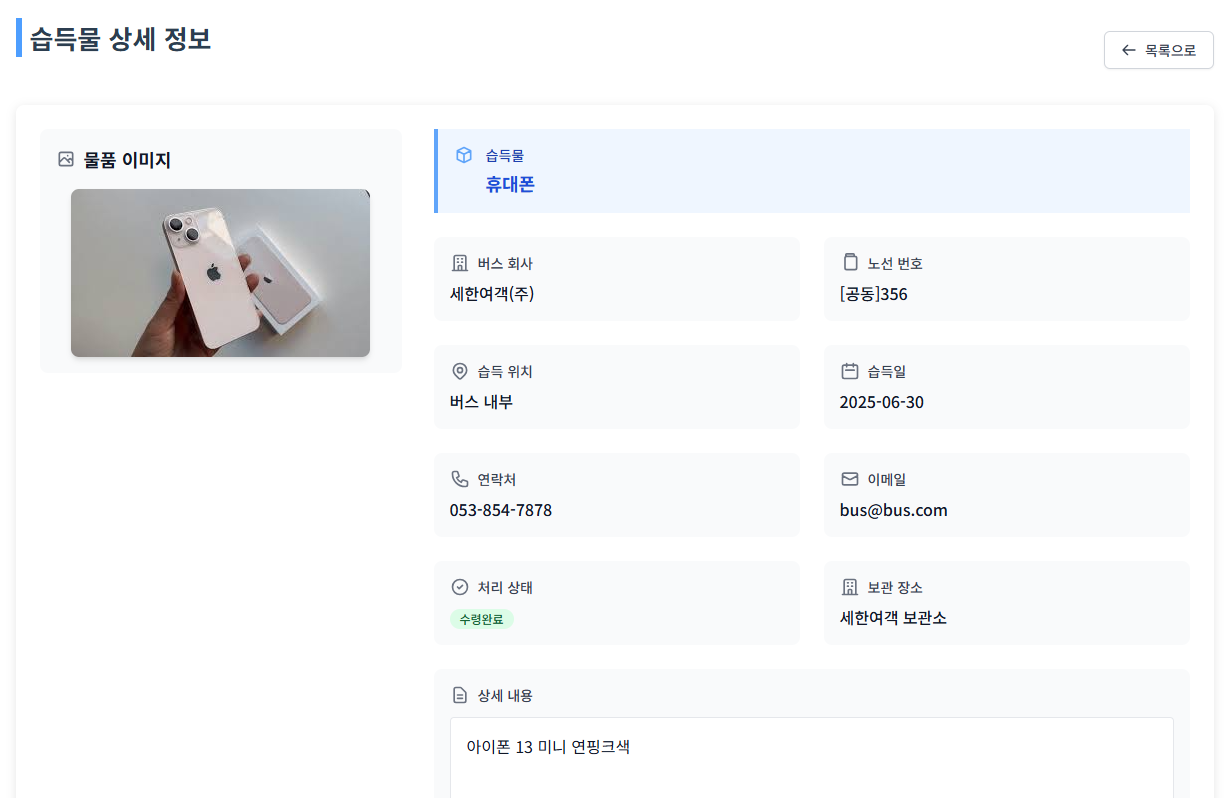 습득물 상세 정보
목록으로
물품 이미지
습득물
휴대폰
버스 회사
세한여객(주)
노선 번호
[공동]356
습득 위치
버스 내부
습득일
2025-06-30
연락처
053-854-7878
이메일
bus@bus.com
처리 상태
수령완료
보관 장소
세한여객 보관소
상세 내용
아이폰 13 미니 연핑크색